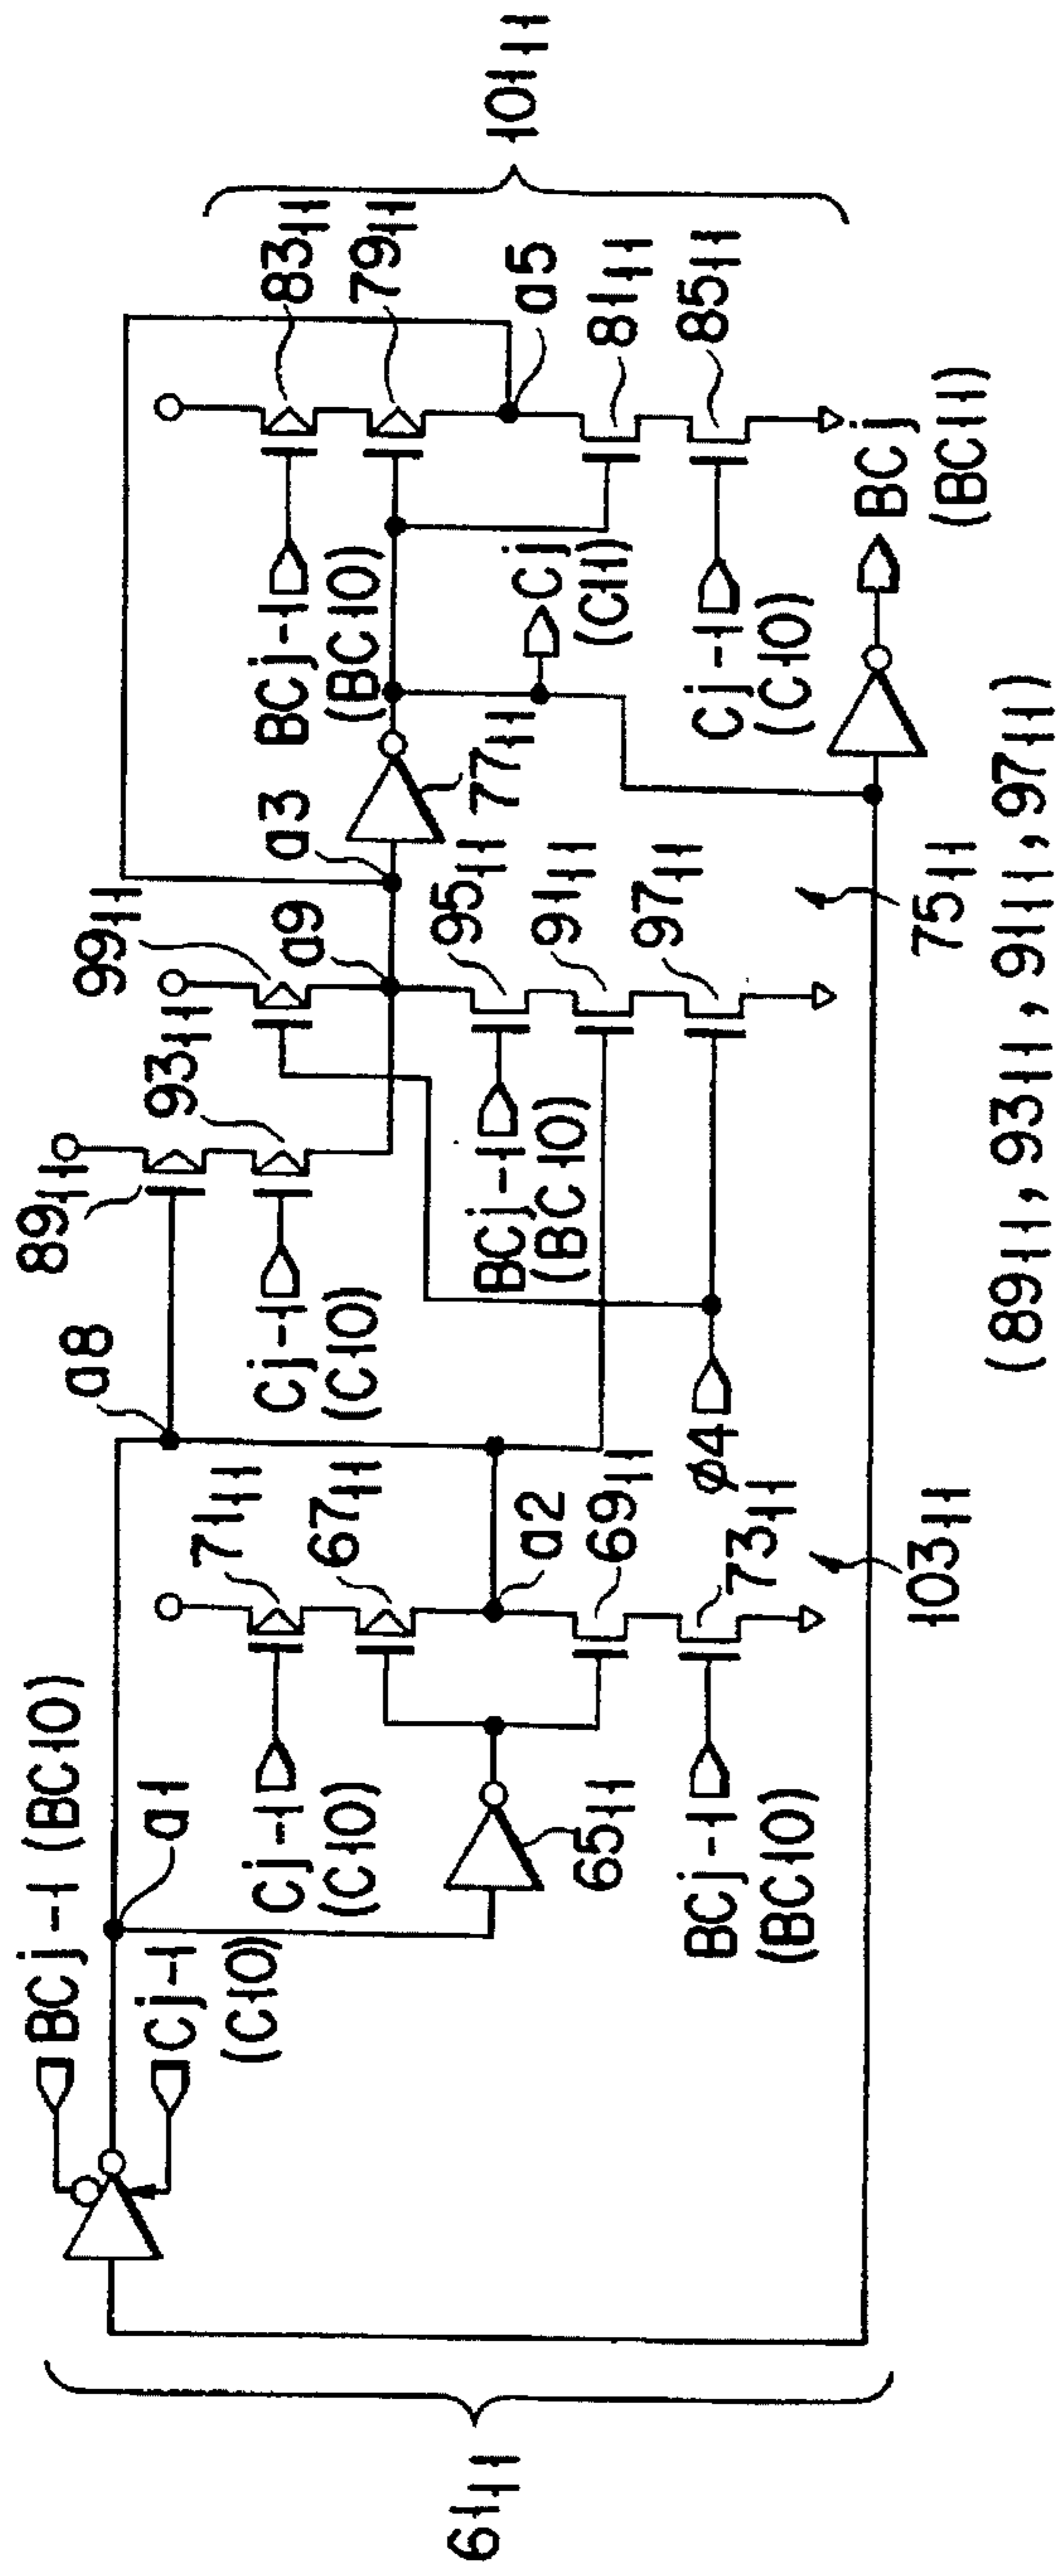 61₁₁
BCj-1 (BC10)
Cj-1
(C10)
a1
Cj-1
(C10)
71₁₁
67₁₁
a2
69₁₁
73₁₁
65₁₁
BCj-1
(BC10)
103₁₁
a8
89₁₁
93₁₁
Cj-1
(C10)
99₁₁
a9
a3
BCj-1
(BC10)
95₁₁
91₁₁
97₁₁
ø4
77₁₁
75₁₁
(89₁₁, 93₁₁, 91₁₁, 97₁₁)
BCj-1
(BC10)
83₁₁
79₁₁
a5
Cj
(C11)
81₁₁
85₁₁
Cj-1
(C10)
BCj
(BC11)
101₁₁